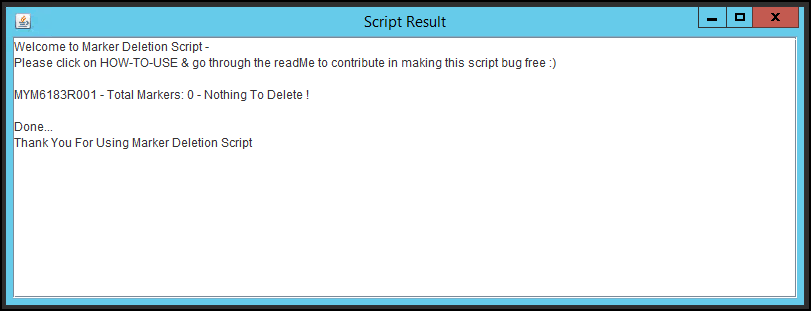 Script Result
Welcome to Marker Deletion Script -
Please click on HOW-TO-USE & go through the readMe to contribute in making this script bug free :)
MYM6183R001 - Total Markers: 0 - Nothing To Delete !
Done...
Thank You For Using Marker Deletion Script